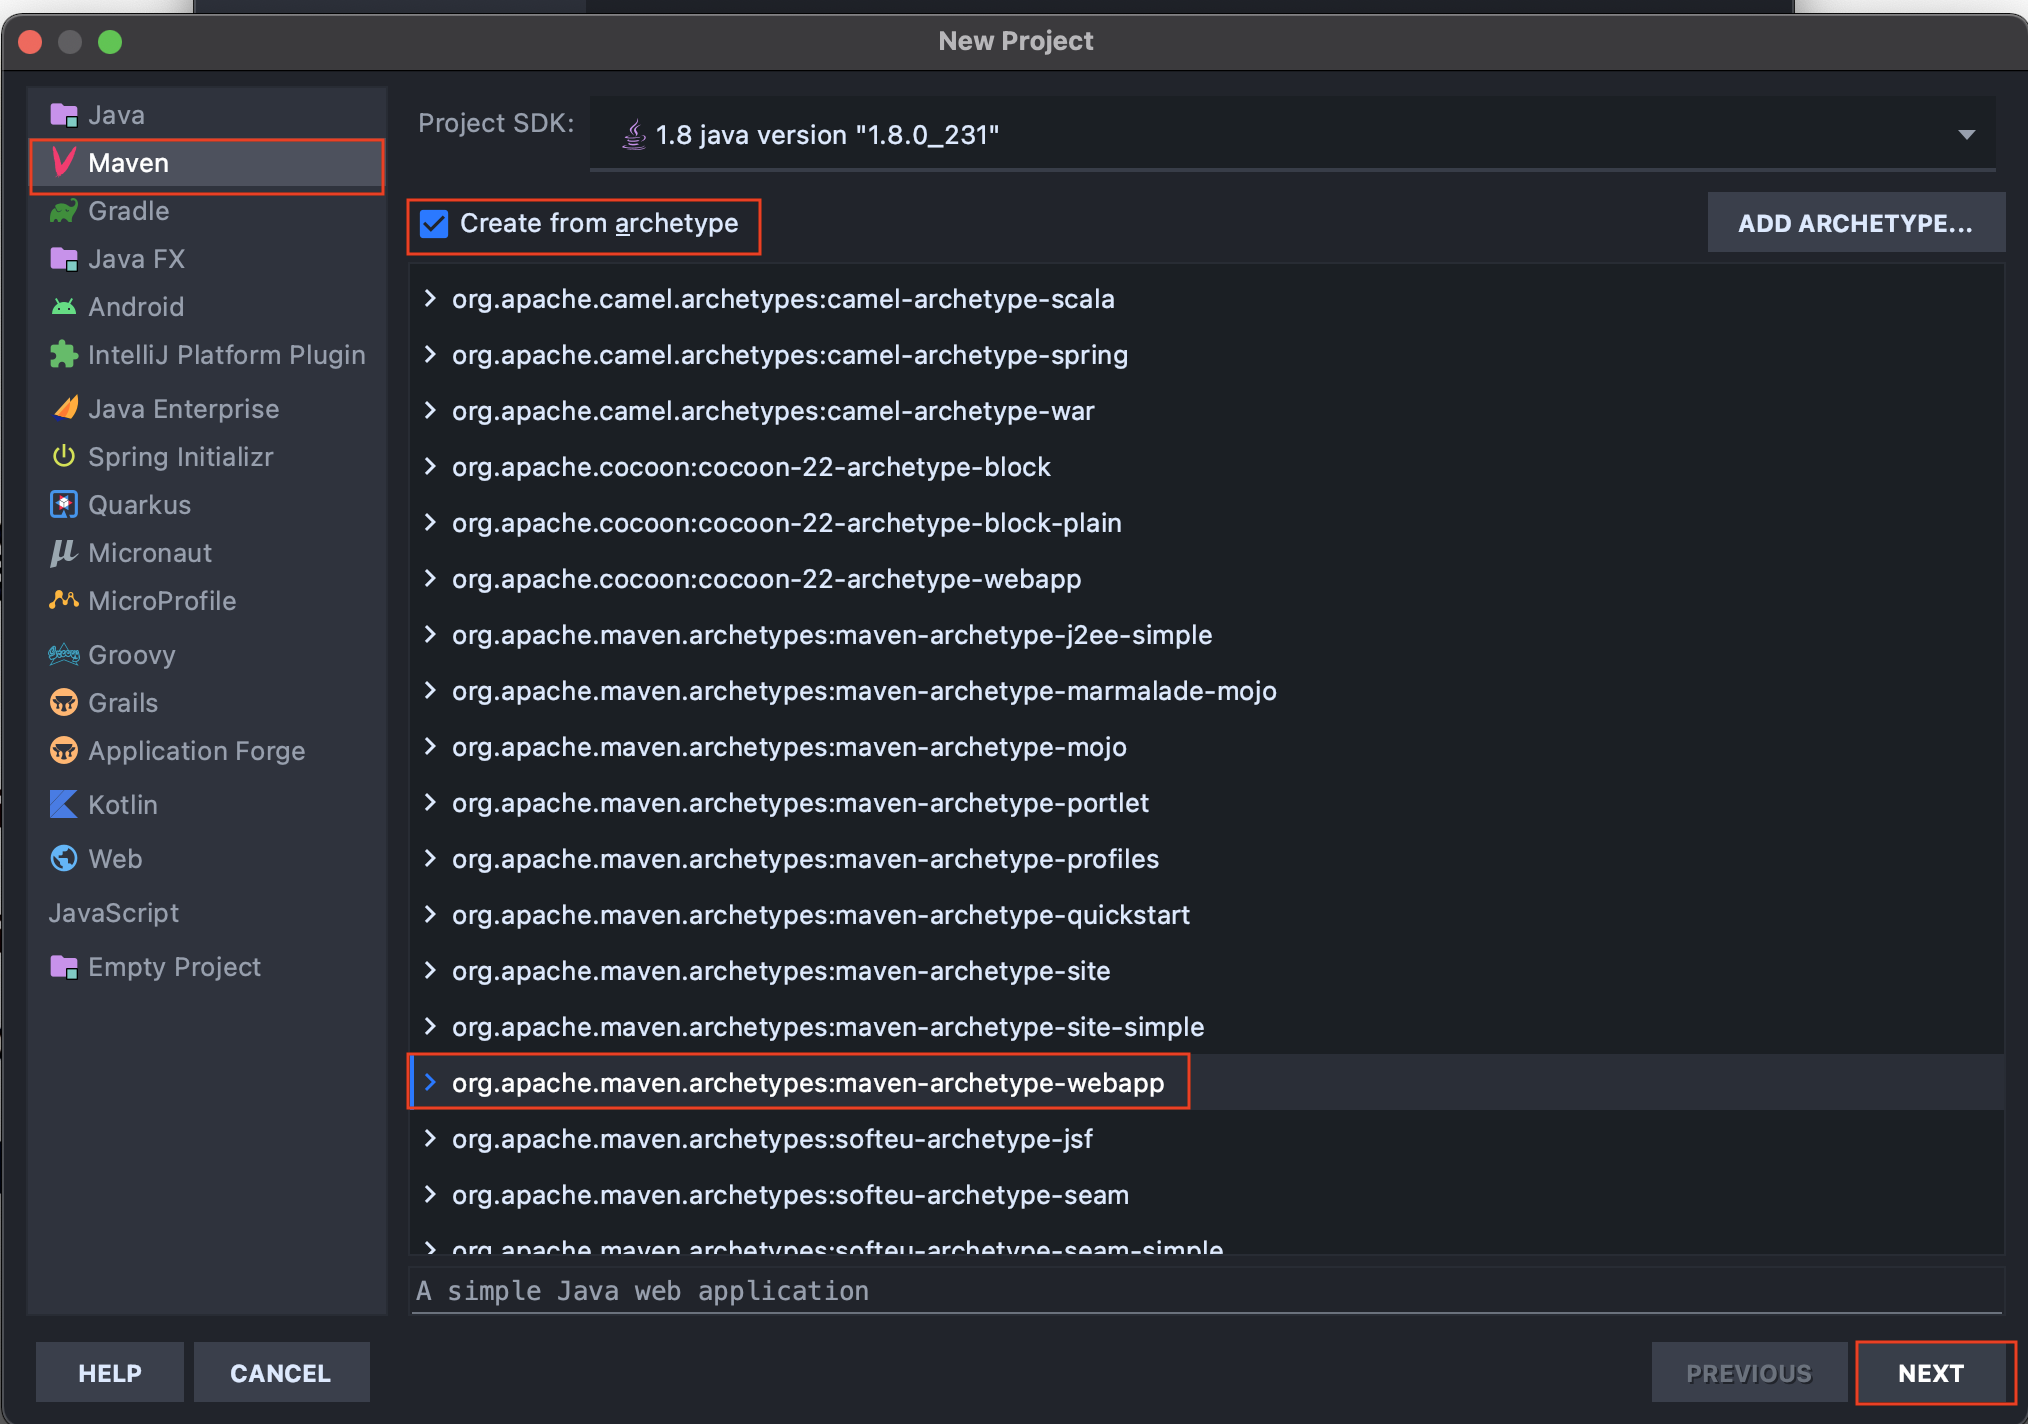 New Project
Java
Maven
Gradle
Java FX
Android
IntelliJ Platform Plugin
Java Enterprise
Spring Initializr
Quarkus
Micronaut
MicroProfile
Groovy
Grails
Application Forge
Kotlin
Web
JavaScript
Empty Project
Project SDK:
1.8 java version "1.8.0_231"
Create from archetype
ADD ARCHETYPE...
org.apache.camel.archetypes:camel-archetype-scala
org.apache.camel.archetypes:camel-archetype-spring
org.apache.camel.archetypes:camel-archetype-war
org.apache.cocoon:cocoon-22-archetype-block
org.apache.cocoon:cocoon-22-archetype-block-plain
org.apache.cocoon:cocoon-22-archetype-webapp
org.apache.maven.archetypes:maven-archetype-j2ee-simple
org.apache.maven.archetypes:maven-archetype-marmalade-mojo
org.apache.maven.archetypes:maven-archetype-mojo
org.apache.maven.archetypes:maven-archetype-portlet
org.apache.maven.archetypes:maven-archetype-profiles
org.apache.maven.archetypes:maven-archetype-quickstart
org.apache.maven.archetypes:maven-archetype-site
org.apache.maven.archetypes:maven-archetype-site-simple
org.apache.maven.archetypes:maven-archetype-webapp
org.apache.maven.archetypes:softeu-archetype-jsf
org.apache.maven.archetypes:softeu-archetype-seam
org.apache.maven.archetypes:softeu-archetype-seam-simple
A simple Java web application
HELP
CANCEL
PREVIOUS
NEXT